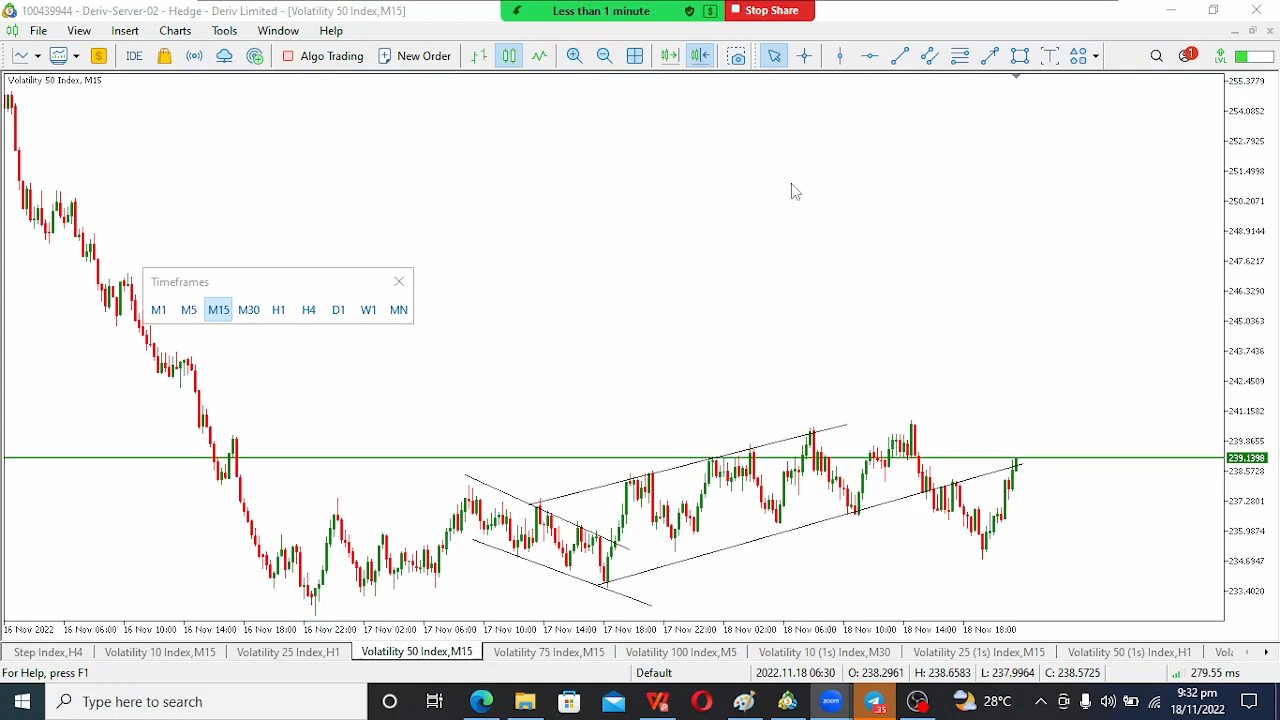 100439944 - Deriv-Server-02 - Hedge - Deriv Limited - [Volatility 50 Index,M15]
Less than 1 minute
Stop Share
File View Insert Charts Tools Window Help
IDE Algo Trading New Order
1
LVL
Volatility 50 Index, M15
255.3779
254.0852
252.7925
251.4998
250.2071
248.9144
247.6217
246.3290
245.0363
243.7436
242.4509
241.1592
239.8655
239.1398
238.5728
237.2801
235.9874
234.6947
233.4020
Timeframes
M1 M5 M15 M30 H1 H4 D1 W1 MN
16 Nov 2022 16 Nov 06:00 16 Nov 10:00 16 Nov 14:00 16 Nov 18:00 16 Nov 22:00 17 Nov 02:00 17 Nov 06:00 17 Nov 10:00 17 Nov 14:00 17 Nov 18:00 17 Nov 22:00 18 Nov 02:00 18 Nov 06:00 18 Nov 10:00 18 Nov 14:00 18 Nov 18:00
Step Index,H4 Volatility 10 Index,M15 Volatility 25 Index,H1 Volatility 50 Index,M15 Volatility 75 Index,M15 Volatility 100 Index,M5 Volatility 10 (1s) Index,M30 Volatility 25 (1s) Index,M15 Volatility 50 (1s) Index,H1 Vola
For Help, press F1 Default 2022.11.18 06:30 O: 238.2961 H: 238.6583 L: 237.9964 C: 238.5725 279.55 ms
Type here to search
zoom
35
28°C
9:32 pm
18/11/2022